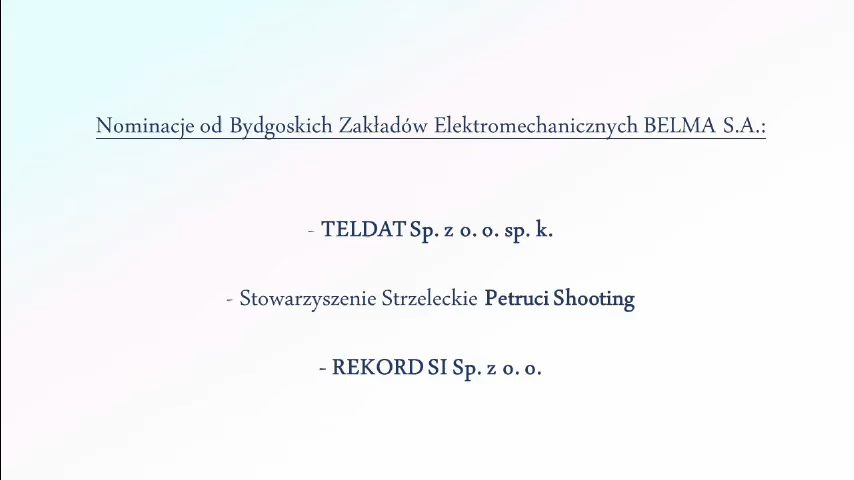 Nominacje od Bydgoskich Zakładów Elektromechanicznych BELMA S.A.:
- TELDAT Sp. z o. o. sp. k.
- Stowarzyszenie Strzeleckie Petruci Shooting
- REKORD SI Sp. z o. o.